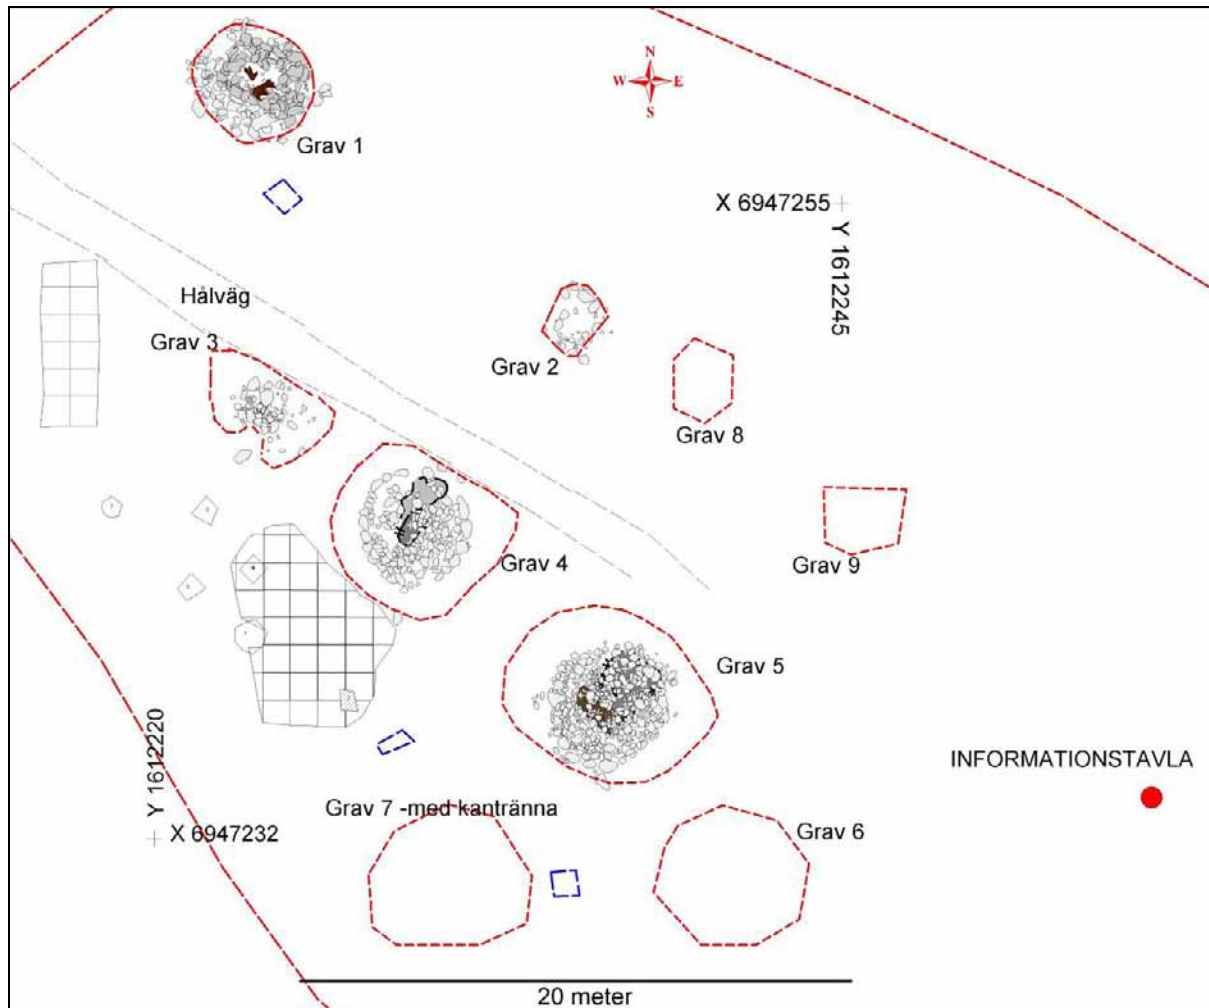 N
W E
S
Grav 1
X 6947255
Y 1612245
Hålväg
Grav 3
Grav 2
Grav 8
Grav 4
Grav 9
Grav 5
INFORMATIONSTAVLA
Y 1612220
X 6947232
Grav 7 -med kantränna
Grav 6
20 meter